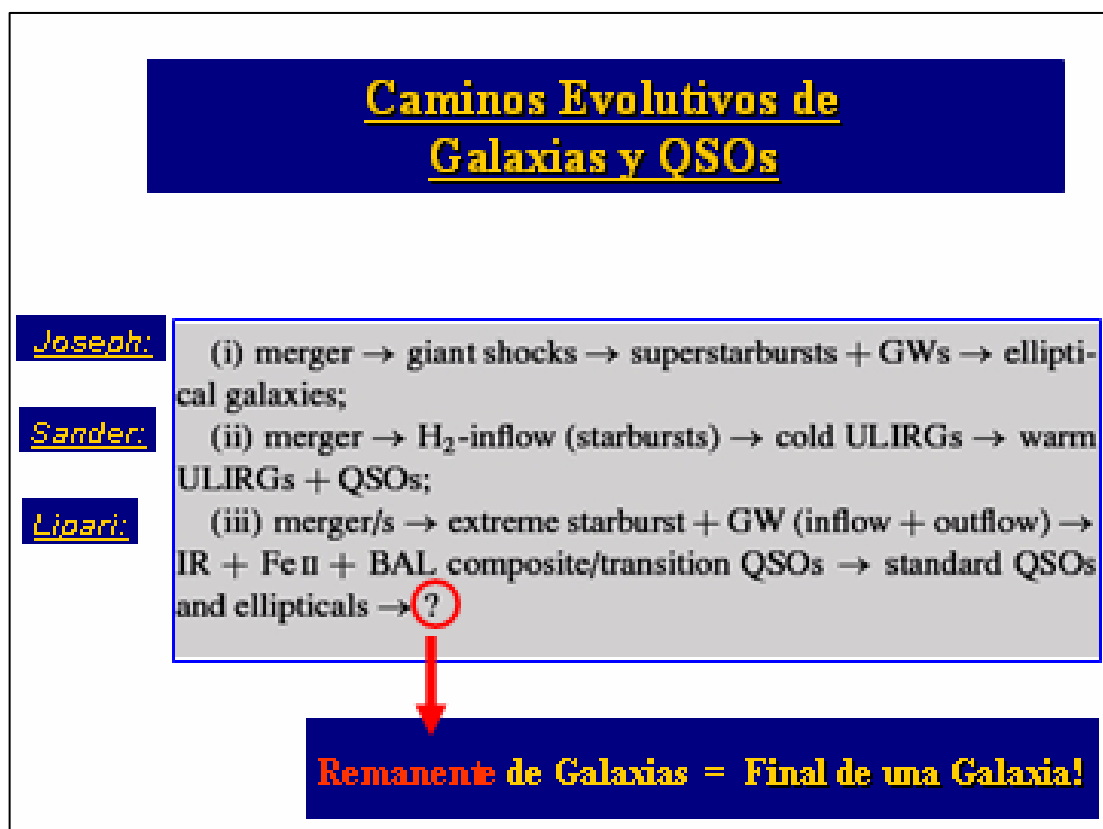 Caminos Evolutivos de
Galaxias y QSOs
Joseph:
(i) merger → giant shocks → superstarbursts + GWs → ellipti-
cal galaxies;
Sander:
(ii) merger → H₂-inflow (starbursts) → cold ULIRGs → warm
ULIRGs + QSOs;
Lipari:
(iii) merger/s → extreme starburst + GW (inflow + outflow) →
IR + Fe II + BAL composite/transition QSOs → standard QSOs
and ellipticals → ?
Remanente de Galaxias = Final de una Galaxia!